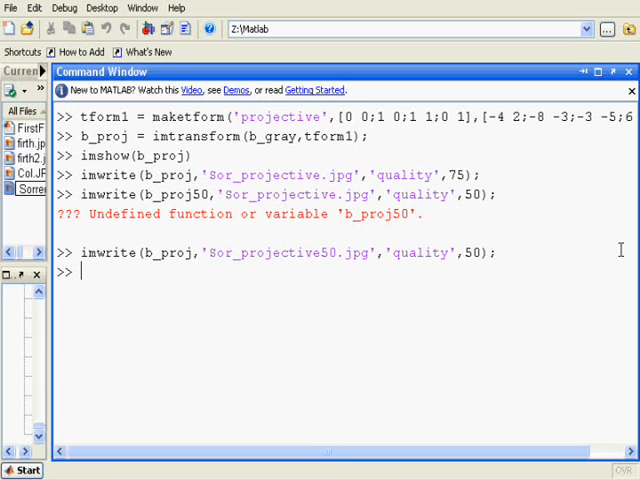 File Edit Debug Desktop Window Help
Z:\Matlab
Shortcuts How to Add What's New
Curren
Command Window
New to MATLAB? Watch this Video, see Demos, or read Getting Started.
All Files
FirstF
firth.jp
firth2.j
Col.JF
Sorrer
>> tform1 = maketform('projective',[0 0;1 0;1 1;0 1],[-4 2;-8 -3;-3 -5;6
>> b_proj = imtransform(b_gray,tform1);
>> imshow(b_proj)
>> imwrite(b_proj,'Sor_projective.jpg','quality',75);
>> imwrite(b_proj50,'Sor_projective.jpg','quality',50);
??? Undefined function or variable 'b_proj50'.
>> imwrite(b_proj,'Sor_projective50.jpg','quality',50);
>>
Start
OVR